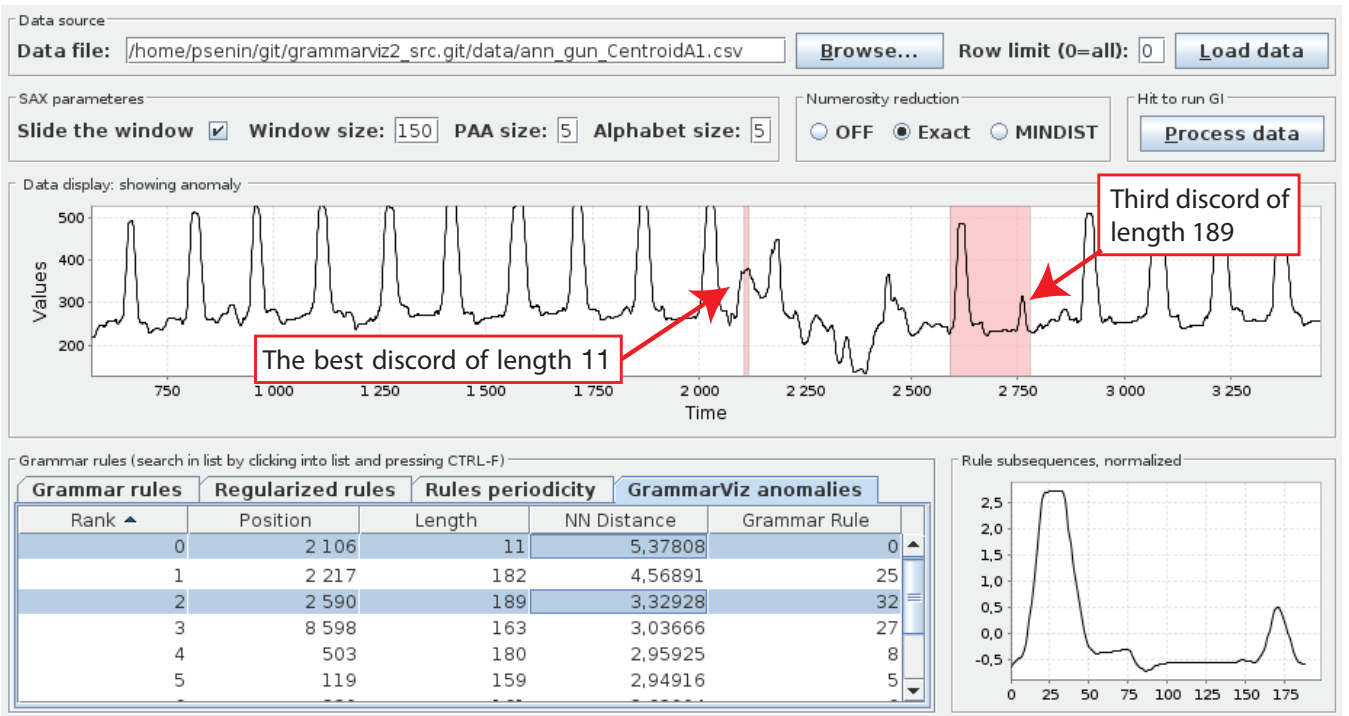 Data source
Data file: /home/psenin/git/grammarviz2_src.git/data/ann_gun_CentroidA1.csv Browse... Row limit (0=all): 0 Load data
SAX parameteres Numerosity reduction Hit to run GI
Slide the window Window size: 150 PAA size: 5 Alphabet size: 5 OFF Exact MINDIST Process data
Data display: showing anomaly
Third discord of
length 189
500
400
300
200
Values
The best discord of length 11
750 1 000 1 250 1 500 1 750 2 000 2 250 2 500 2 750 3 000 3 250
Time
Grammar rules (search in list by clicking into list and pressing CTRL-F)
Grammar rules Regularized rules Rules periodicity GrammarViz anomalies
Rank Position Length NN Distance Grammar Rule
0 2 106 11 5,37808 0
1 2 217 182 4,56891 25
2 2 590 189 3,32928 32
3 8 598 163 3,03666 27
4 503 180 2,95925 8
5 119 159 2,94916 5
Rule subsequences, normalized
2,5
2,0
1,5
1,0
0,5
0,0
-0,5
0 25 50 75 100 125 150 175